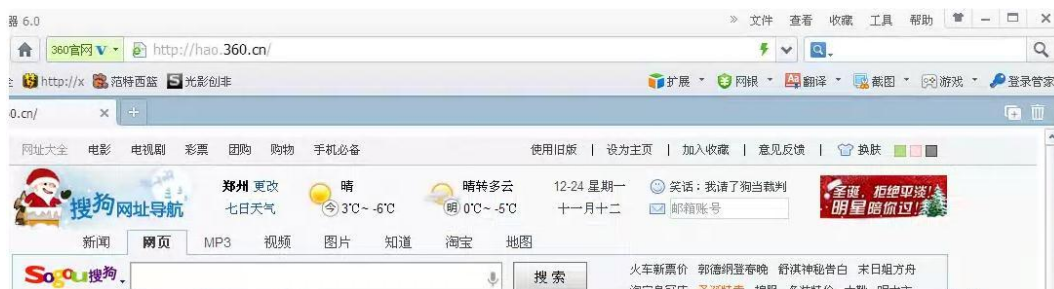 器 6.0 » 文件 查看 收藏 工具 帮助
360官网 http://hao.360.cn/
http://x 范特西篮 光影创非 扩展 网银 翻译 截图 游戏 登录管家
0.cn/
网址大全 电影 电视剧 彩票 团购 购物 手机必备 使用旧版 | 设为主页 | 加入收藏 | 意见反馈 | 换肤
搜狗网址导航 郑州 更改 晴 晴转多云 12-24 星期一 笑话：我请了狗当裁判 圣诞，拒绝平淡！
七日天气 今 3℃~ -6℃ 明 0℃~ -5℃ 十一月十二 邮箱账号 明星陪你过！
新闻 网页 MP3 视频 图片 知道 淘宝 地图
Sogou搜狗 搜索 火车新票价 郭德纲登春晚 舒淇神秘告白 末日姐方舟